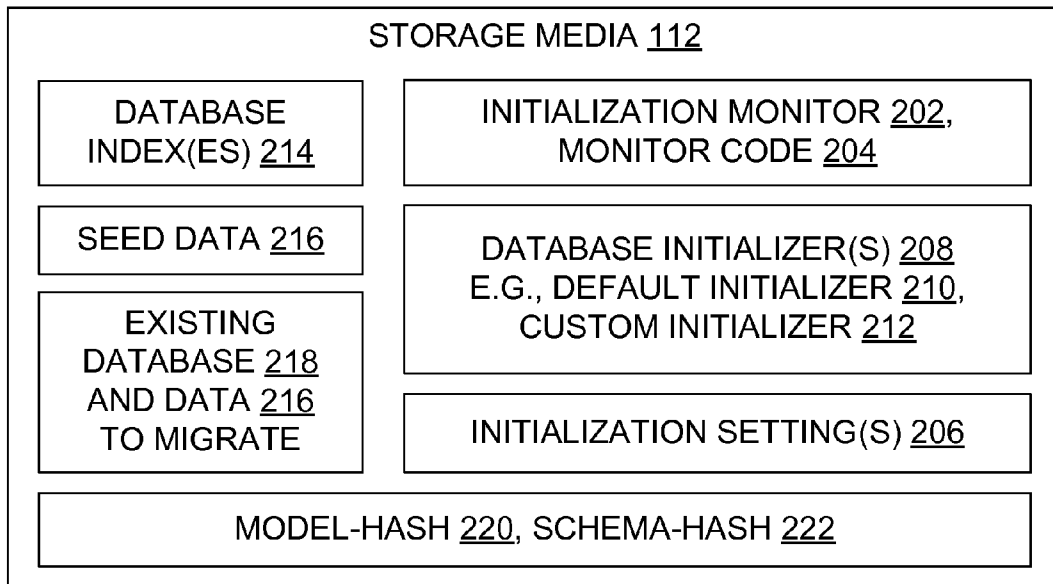 STORAGE MEDIA 112
DATABASE
INDEX(ES) 214
SEED DATA 216
EXISTING
DATABASE 218
AND DATA 216
TO MIGRATE
INITIALIZATION MONITOR 202,
MONITOR CODE 204
DATABASE INITIALIZER(S) 208
E.G., DEFAULT INITIALIZER 210,
CUSTOM INITIALIZER 212
INITIALIZATION SETTING(S) 206
MODEL-HASH 220, SCHEMA-HASH 222